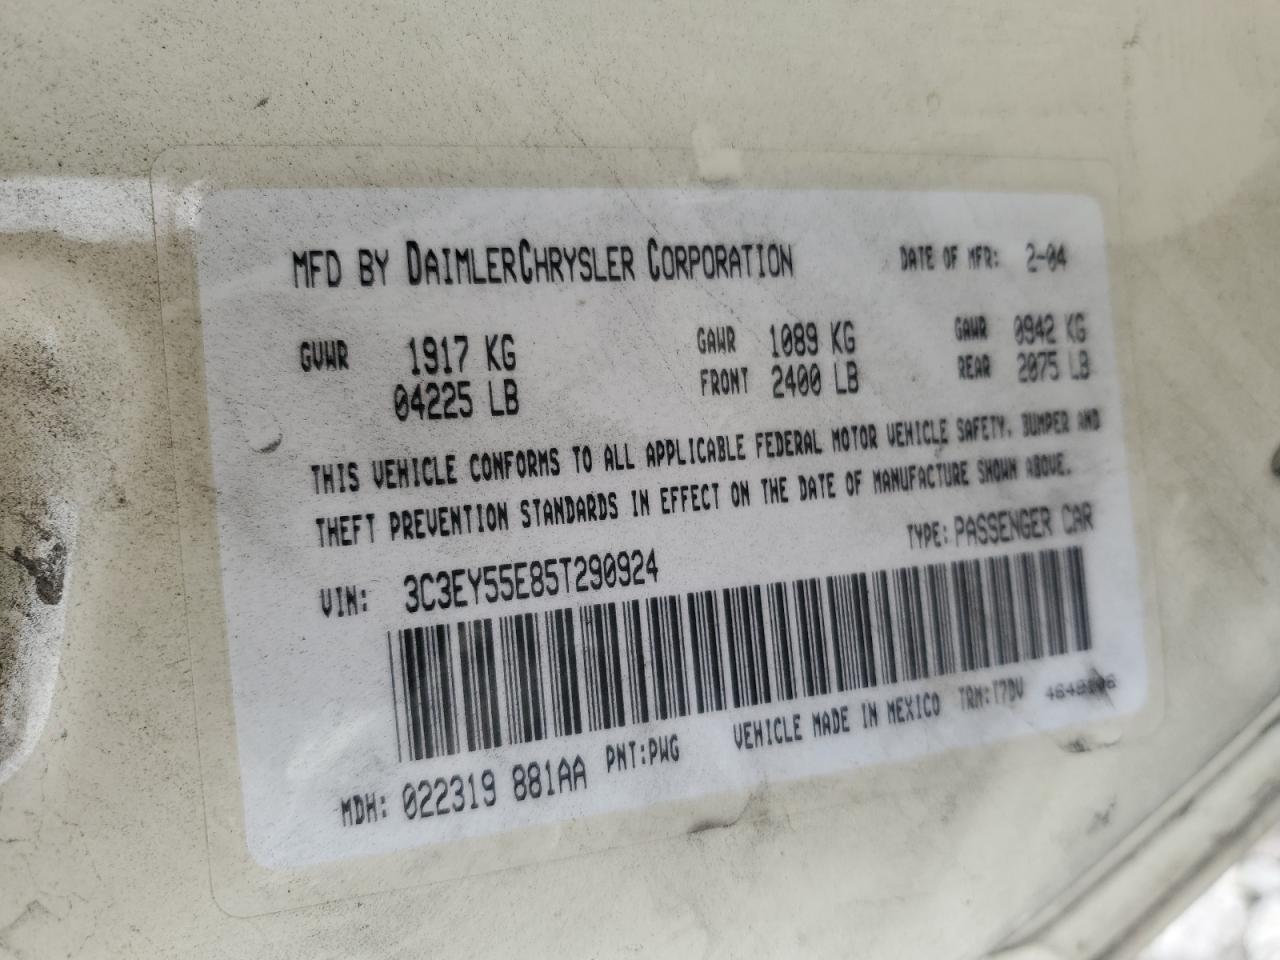 MFD BY DAIMLERCHRYSLER CORPORATION DATE OF MFR: 2-04
GVWR 1917 KG GAWR 1089 KG GAWR 0942 KG
04225 LB FRONT 2400 LB REAR 2075 LB
THIS VEHICLE CONFORMS TO ALL APPLICABLE FEDERAL MOTOR VEHICLE SAFETY, BUMPER AND
THEFT PREVENTION STANDARDS IN EFFECT ON THE DATE OF MANUFACTURE SHOWN ABOVE.
VIN: 3C3EY55E85T290924 TYPE: PASSENGER CAR
MDH: 022319 881AA PNT:PWG VEHICLE MADE IN MEXICO TRM:T7DV